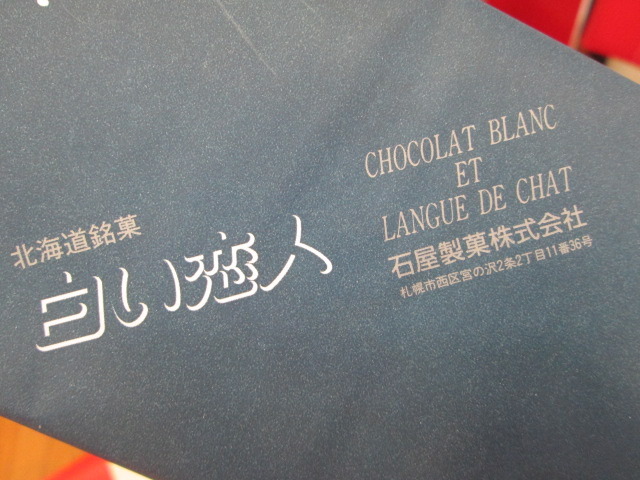 北海道銘菓
白い恋人
CHOCOLAT BLANC
ET
LANGUE DE CHAT
石屋製菓株式会社
札幌市西区宮の沢2条2丁目11番36号